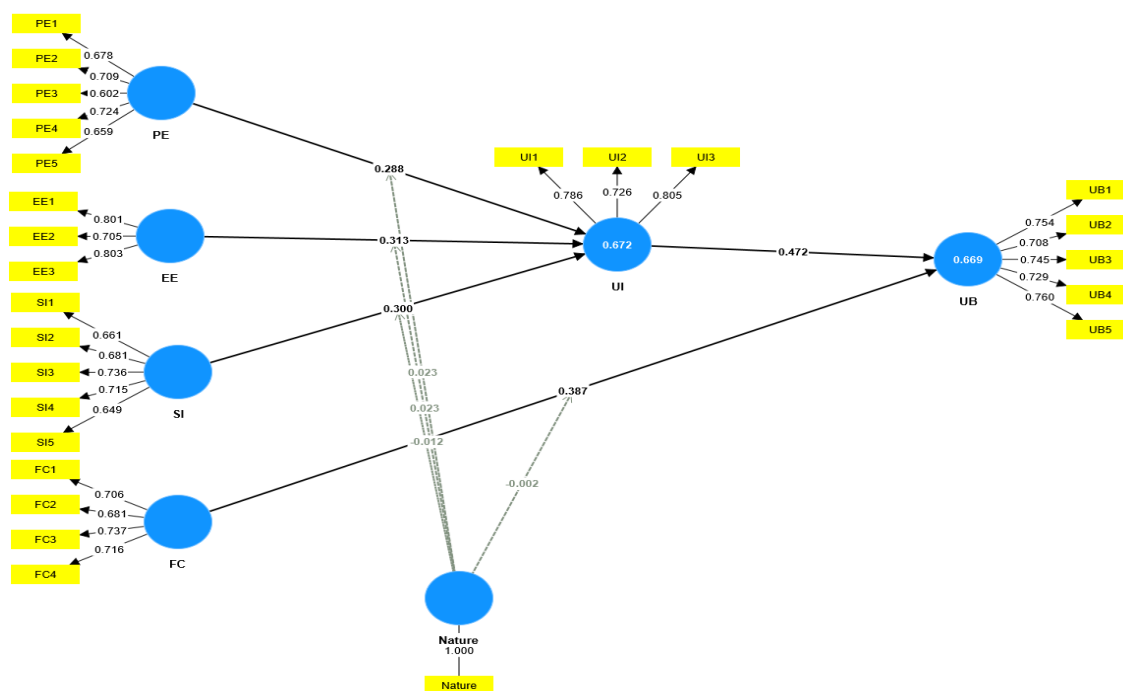 PE1
PE2
PE3
PE4
PE5
0.678
0.709
0.602
0.724
0.659
PE
EE1
EE2
EE3
0.801
0.705
0.803
EE
SI1
SI2
SI3
SI4
SI5
0.661
0.681
0.736
0.715
0.649
SI
FC1
FC2
FC3
FC4
0.706
0.681
0.737
0.716
FC
0.288
0.313
0.300
0.023
0.023
-0.012
0.387
-0.002
Nature
1.000
Nature
UI1
UI2
UI3
0.786
0.726
0.805
0.672
UI
0.472
0.669
UB
0.754
0.708
0.745
0.729
0.760
UB1
UB2
UB3
UB4
UB5